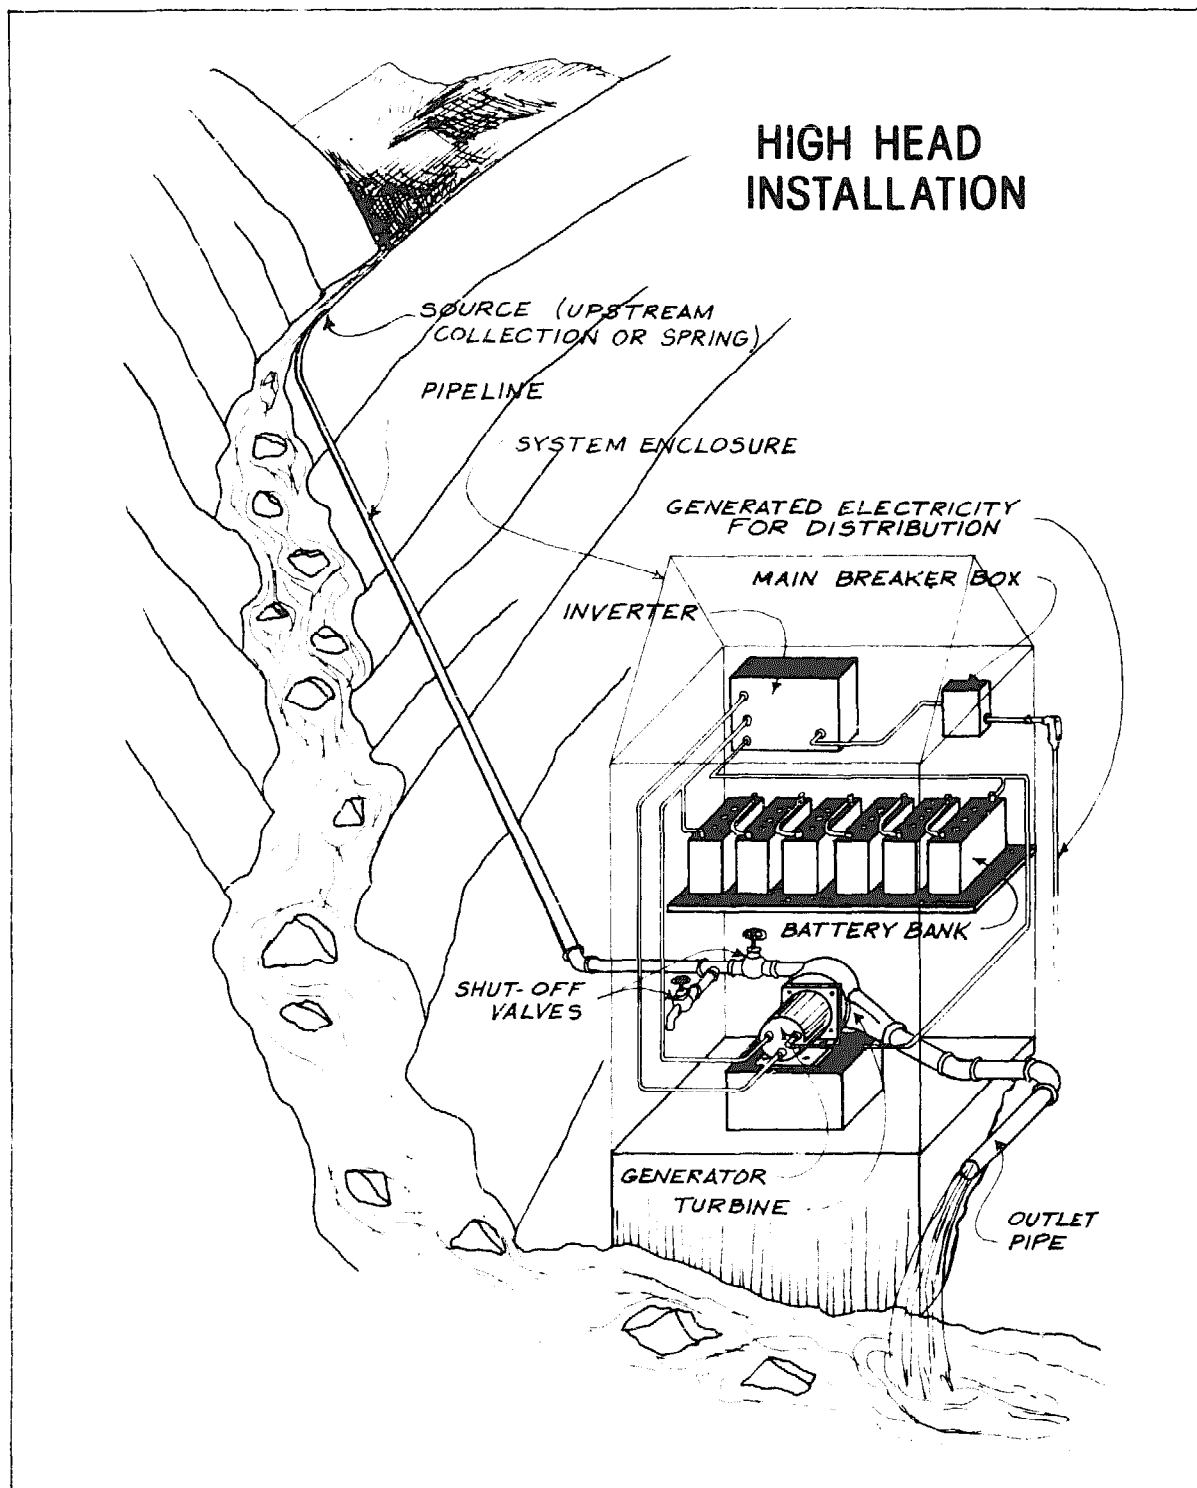 HIGH HEAD
INSTALLATION
SOURCE (UPSTREAM
COLLECTION OR SPRING)
PIPELINE
SYSTEM ENCLOSURE
GENERATED ELECTRICITY
FOR DISTRIBUTION
MAIN BREAKER BOX
INVERTER
BATTERY BANK
SHUT-OFF
VALVES
GENERATOR
TURBINE
OUTLET
PIPE